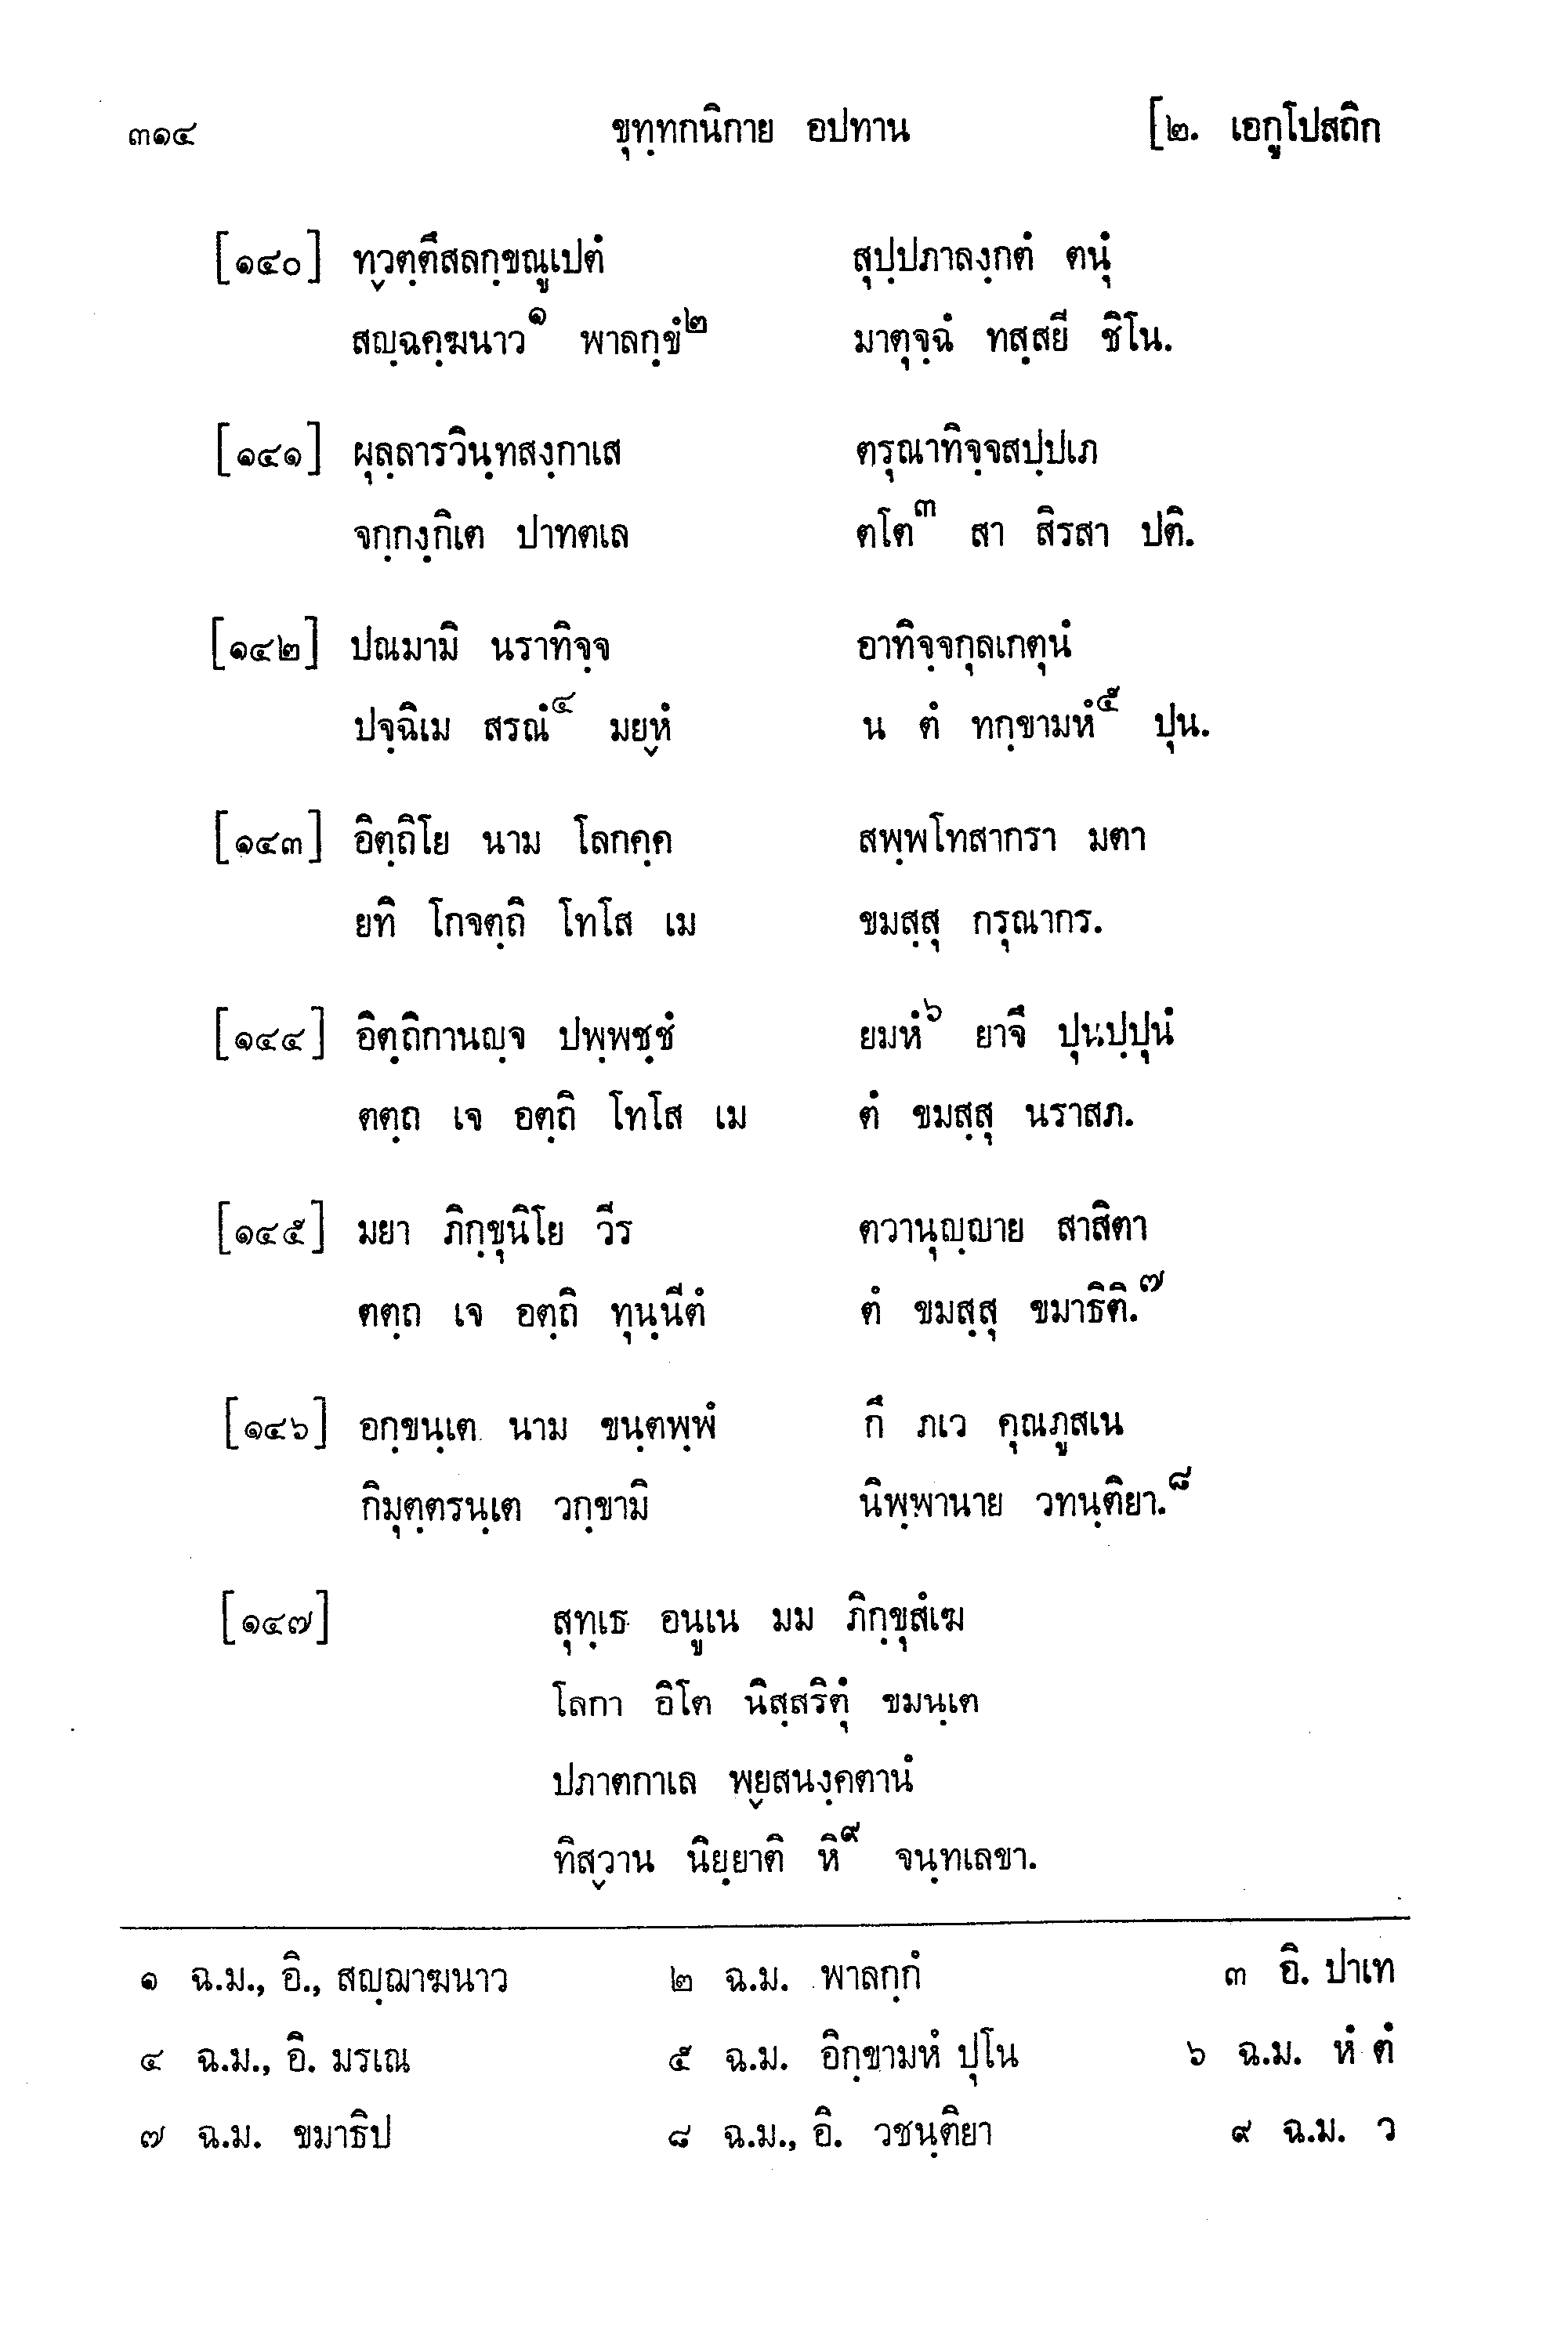 ๓๑๔ ขุทฺทกนิกาย อปทาน [๒. เอกูโปสถิก
[๑๔๐] ทฺวตฺตึสลกฺขณูเปตํ สุปฺปภาลงฺกตํ ตนุํ
สญฺฉคฺฆนาว๑ พาลกฺขํ๒ มาตุจฺฉํ ทสฺสยี ชิโน.
[๑๔๑] ผุลฺลารวินฺทสงฺกาเส ตรุณาทิจฺจสปฺปเภ
จกฺกงฺกิเต ปาทตเล ตโต๓ สา สิรสา ปติ.
[๑๔๒] ปณมามิ นราทิจฺจ อาทิจฺจกุลเกตุนํ
ปจฺฉิเม สรณํ๔ มยฺหํ น ตํ ทกฺขามหํ๕ ปุน.
[๑๔๓] อิตฺถิโย นาม โลกคฺค สพฺพโทสากรา มตา
ยทิ โกจตฺถิ โทโส เม ขมสฺสุ กรุณากร.
[๑๔๔] อิตฺถิกานญฺจ ปพฺพชฺชํ ยมหํ๖ ยาจึ ปุนปฺปุนํ
ตตฺถ เจ อตฺถิ โทโส เม ตํ ขมสฺสุ นราสภ.
[๑๔๕] มยา ภิกฺขุนิโย วีร ตวานุญฺญาย สาสิตา
ตตฺถ เจ อตฺถิ ทุนฺนีตํ ตํ ขมสฺสุ ขมาธิติ.๗
[๑๔๖] อกฺขนฺเต นาม ขนฺตพฺพํ กึ ภเว คุณภูสเน
กิมุตฺตรนฺเต วกฺขามิ นิพฺพานาย วทนฺติยา.๘
[๑๔๗] สุทฺเธ อนูเน มม ภิกฺขุสํเฆ
โลกา อิโต นิสฺสริตุํ ขมนฺเต
ปภาตกาเล พฺยสนงฺคตานํ
ทิสฺวาน นิยฺยาติ หิ๙ จนฺทเลขา.
๑ ฉ.ม., อิ., สญฺฌาฆนาว ๒ ฉ.ม. พาลกฺกํ ๓ อิ. ปาเท
๔ ฉ.ม., อิ. มรเณ ๕ ฉ.ม. อิกฺขามหํ ปุโน ๖ ฉ.ม. หํ ตํ
๗ ฉ.ม. ขมาธิป ๘ ฉ.ม., อิ. วชนฺติยา ๙ ฉ.ม. ว